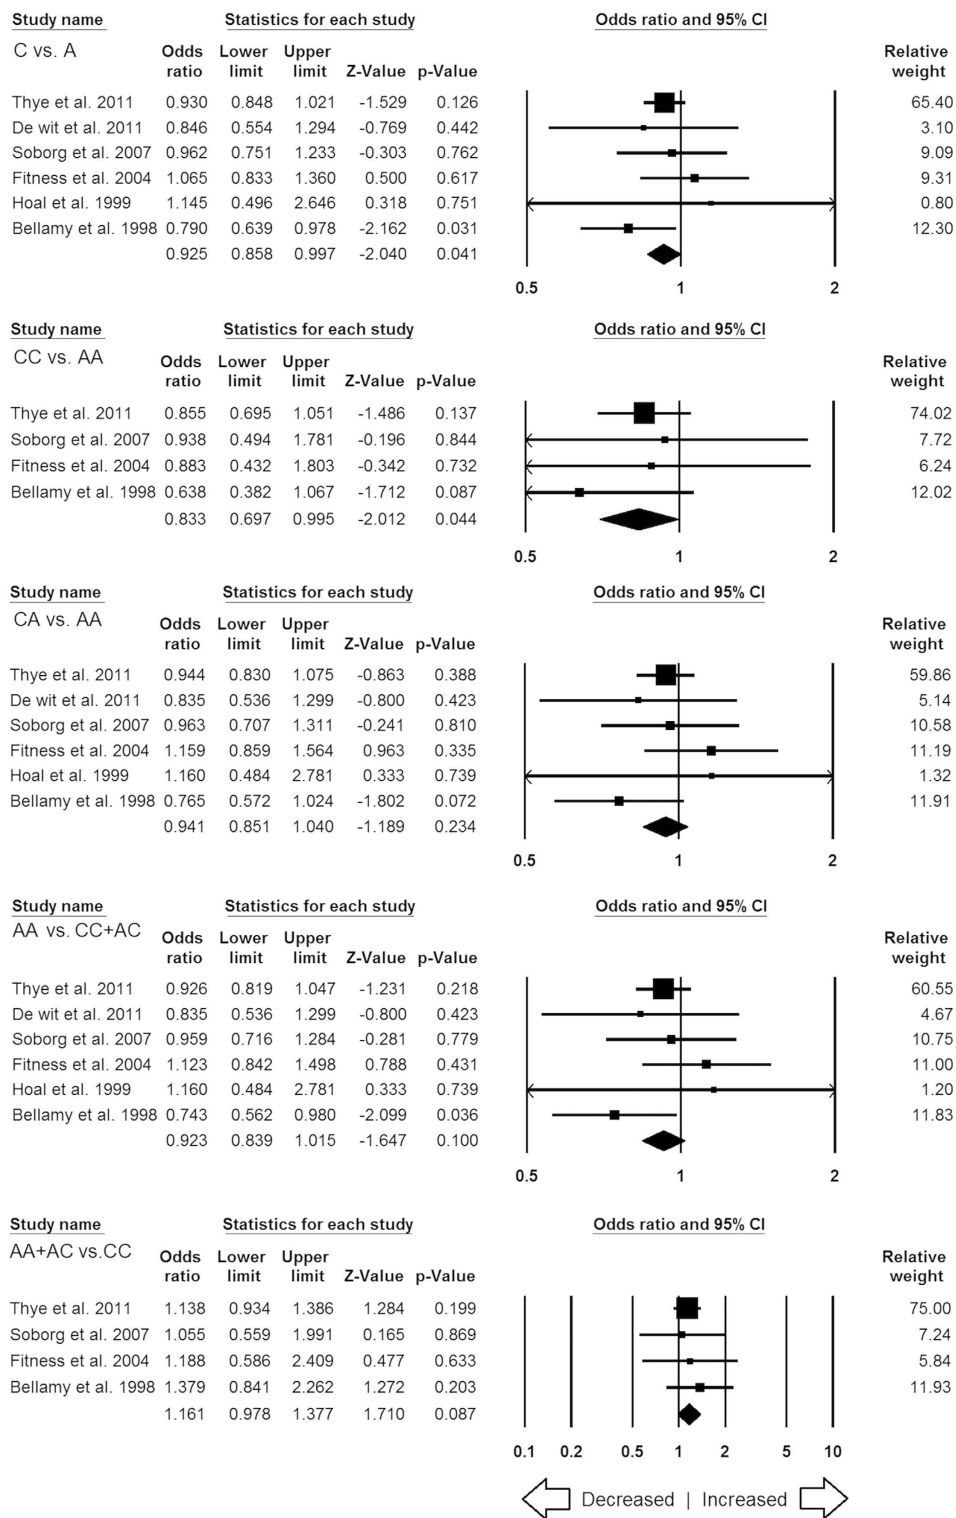 Study name Statistics for each study Odds ratio and 95% CI
C vs. A Odds Lower Upper Relative
ratio limit limit Z-Value p-Value weight
Thye et al. 2011 0.930 0.848 1.021 -1.529 0.126 65.40
De wit et al. 2011 0.846 0.554 1.294 -0.769 0.442 3.10
Soborg et al. 2007 0.962 0.751 1.233 -0.303 0.762 9.09
Fitness et al. 2004 1.065 0.833 1.360 0.500 0.617 9.31
Hoal et al. 1999 1.145 0.496 2.646 0.318 0.751 0.80
Bellamy et al. 1998 0.790 0.639 0.978 -2.162 0.031 12.30
0.925 0.858 0.997 -2.040 0.041
0.5 1 2
Study name Statistics for each study Odds ratio and 95% CI
CC vs. AA Odds Lower Upper Relative
ratio limit limit Z-Value p-Value weight
Thye et al. 2011 0.855 0.695 1.051 -1.486 0.137 74.02
Soborg et al. 2007 0.938 0.494 1.781 -0.196 0.844 7.72
Fitness et al. 2004 0.883 0.432 1.803 -0.342 0.732 6.24
Bellamy et al. 1998 0.638 0.382 1.067 -1.712 0.087 12.02
0.833 0.697 0.995 -2.012 0.044
0.5 1 2
Study name Statistics for each study Odds ratio and 95% CI
CA vs. AA Odds Lower Upper Relative
ratio limit limit Z-Value p-Value weight
Thye et al. 2011 0.944 0.830 1.075 -0.863 0.388 59.86
De wit et al. 2011 0.835 0.536 1.299 -0.800 0.423 5.14
Soborg et al. 2007 0.963 0.707 1.311 -0.241 0.810 10.58
Fitness et al. 2004 1.159 0.859 1.564 0.963 0.335 11.19
Hoal et al. 1999 1.160 0.484 2.781 0.333 0.739 1.32
Bellamy et al. 1998 0.765 0.572 1.024 -1.802 0.072 11.91
0.941 0.851 1.040 -1.189 0.234
0.5 1 2
Study name Statistics for each study Odds ratio and 95% CI
AA vs. CC+AC Odds Lower Upper Relative
ratio limit limit Z-Value p-Value weight
Thye et al. 2011 0.926 0.819 1.047 -1.231 0.218 60.55
De wit et al. 2011 0.835 0.536 1.299 -0.800 0.423 4.67
Soborg et al. 2007 0.959 0.716 1.284 -0.281 0.779 10.75
Fitness et al. 2004 1.123 0.842 1.498 0.788 0.431 11.00
Hoal et al. 1999 1.160 0.484 2.781 0.333 0.739 1.20
Bellamy et al. 1998 0.743 0.562 0.980 -2.099 0.036 11.83
0.923 0.839 1.015 -1.647 0.100
0.5 1 2
Study name Statistics for each study Odds ratio and 95% CI
AA+AC vs.CC Odds Lower Upper Relative
ratio limit limit Z-Value p-Value weight
Thye et al. 2011 1.138 0.934 1.386 1.284 0.199 75.00
Soborg et al. 2007 1.055 0.559 1.991 0.165 0.869 7.24
Fitness et al. 2004 1.188 0.586 2.409 0.477 0.633 5.84
Bellamy et al. 1998 1.379 0.841 2.262 1.272 0.203 11.93
1.161 0.978 1.377 1.710 0.087
0.1 0.2 0.5 1 2 5 10
Decreased | Increased